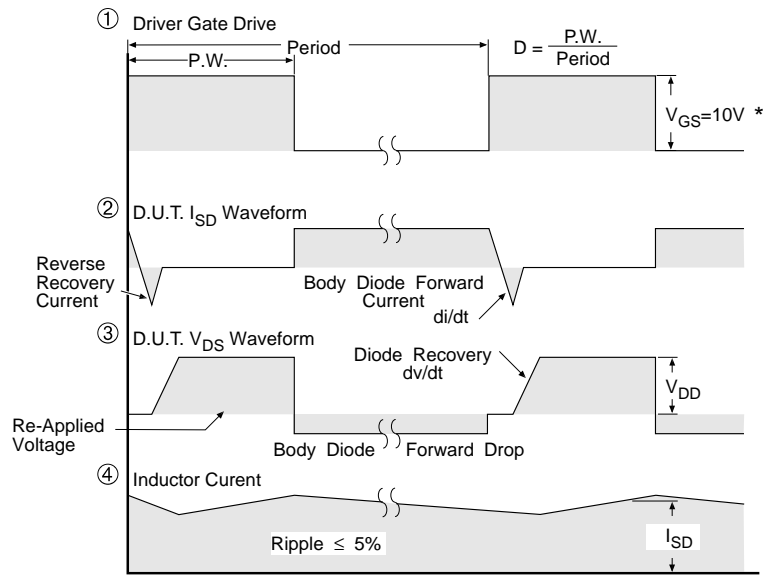 ① Driver Gate Drive
Period
P.W.
D = P.W. / Period
V_GS=10V *
② D.U.T. I_SD Waveform
Reverse
Recovery
Current
Body Diode Forward
Current
di/dt
③ D.U.T. V_DS Waveform
Diode Recovery
dv/dt
V_DD
Re-Applied
Voltage
Body Diode Forward Drop
④ Inductor Curent
Ripple ≤ 5%
I_SD